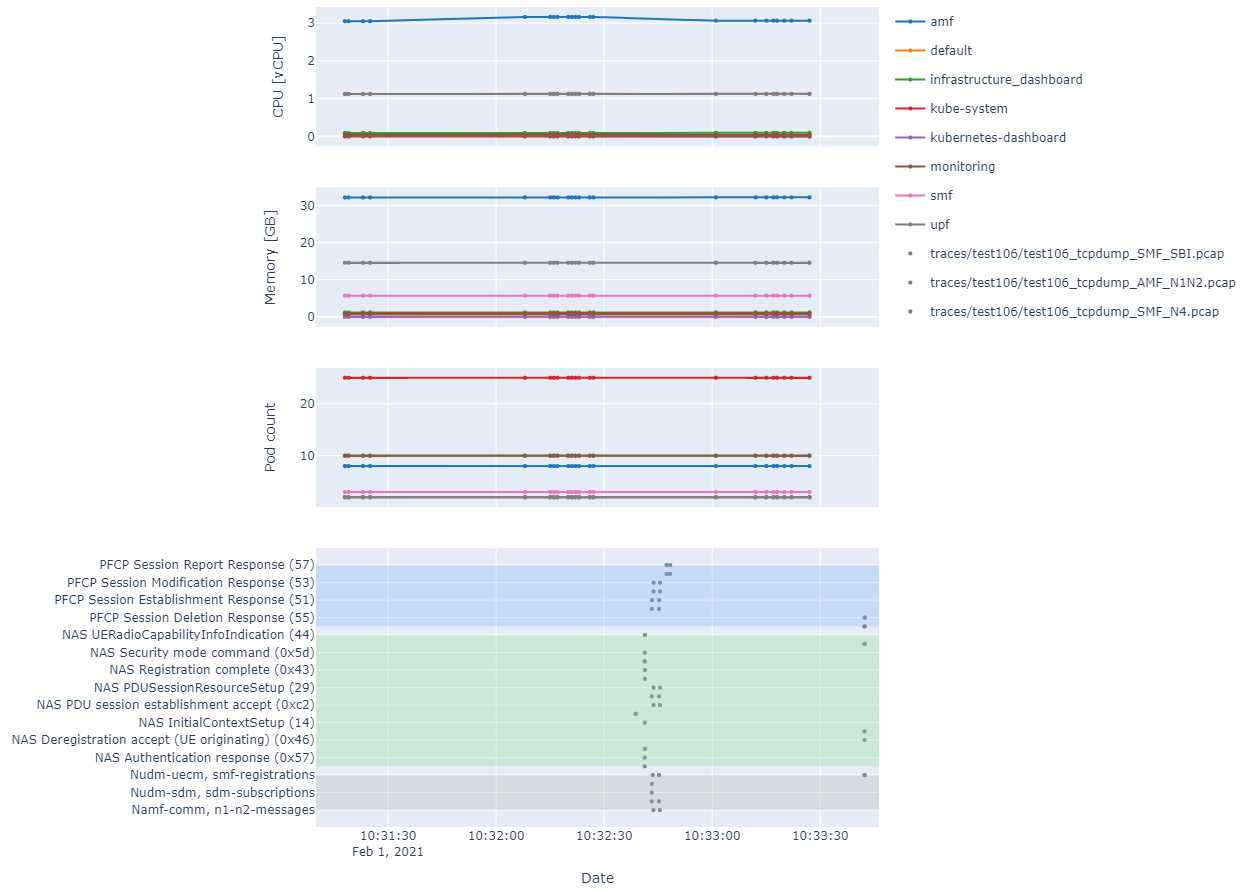 CPU [vCPU]
3
2
1
0
Memory [GB]
30
20
10
0
Pod count
20
10
amf
default
infrastructure_dashboard
kube-system
kubernetes-dashboard
monitoring
smf
upf
traces/test106/test106_tcpdump_SMF_SBI.pcap
traces/test106/test106_tcpdump_AMF_N1N2.pcap
traces/test106/test106_tcpdump_SMF_N4.pcap
PFCP Session Report Response (57)
PFCP Session Modification Response (53)
PFCP Session Establishment Response (51)
PFCP Session Deletion Response (55)
NAS UERadioCapabilityInfoIndication (44)
NAS Security mode command (0x5d)
NAS Registration complete (0x43)
NAS PDUSessionResourceSetup (29)
NAS PDU session establishment accept (0xc2)
NAS InitialContextSetup (14)
NAS Deregistration accept (UE originating) (0x46)
NAS Authentication response (0x57)
Nudm-uecm, smf-registrations
Nudm-sdm, sdm-subscriptions
Namf-comm, n1-n2-messages
10:31:30
Feb 1, 2021
10:32:00
10:32:30
10:33:00
10:33:30
Date